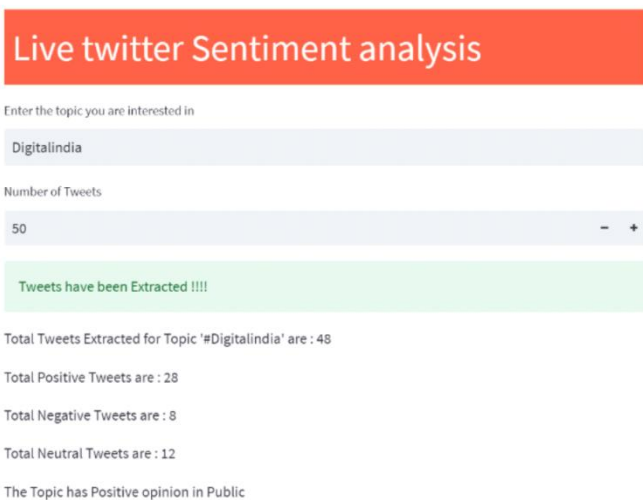 Live twitter Sentiment analysis
Enter the topic you are interested in
Digitalindia
Number of Tweets
50 − +
Tweets have been Extracted !!!!
Total Tweets Extracted for Topic '#Digitalindia' are : 48
Total Positive Tweets are : 28
Total Negative Tweets are : 8
Total Neutral Tweets are : 12
The Topic has Positive opinion in Public